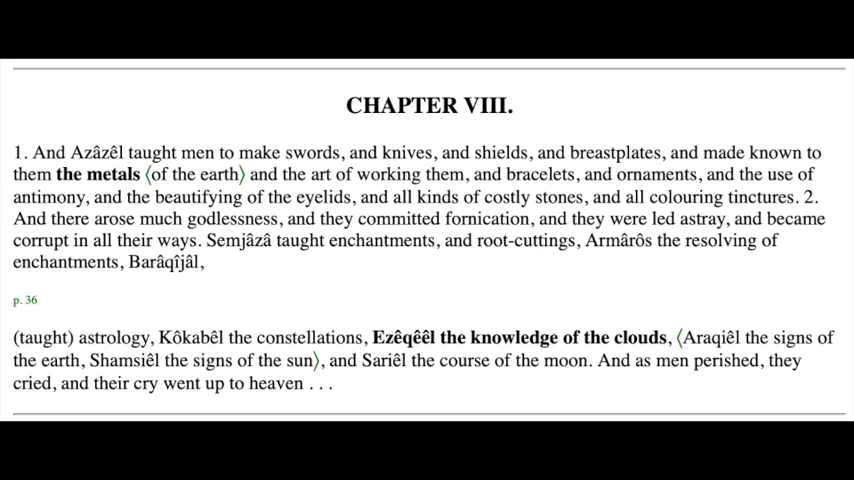 CHAPTER VIII.
1. And Azâzêl taught men to make swords, and knives, and shields, and breastplates, and made known to
them the metals 〈of the earth〉 and the art of working them, and bracelets, and ornaments, and the use of
antimony, and the beautifying of the eyelids, and all kinds of costly stones, and all colouring tinctures. 2.
And there arose much godlessness, and they committed fornication, and they were led astray, and became
corrupt in all their ways. Semjâzâ taught enchantments, and root-cuttings, Armârôs the resolving of
enchantments, Barâqîjâl,
p. 36
(taught) astrology, Kôkabêl the constellations, Ezêqêêl the knowledge of the clouds, 〈Araqiêl the signs of
the earth, Shamsiêl the signs of the sun〉, and Sariêl the course of the moon. And as men perished, they
cried, and their cry went up to heaven . . .